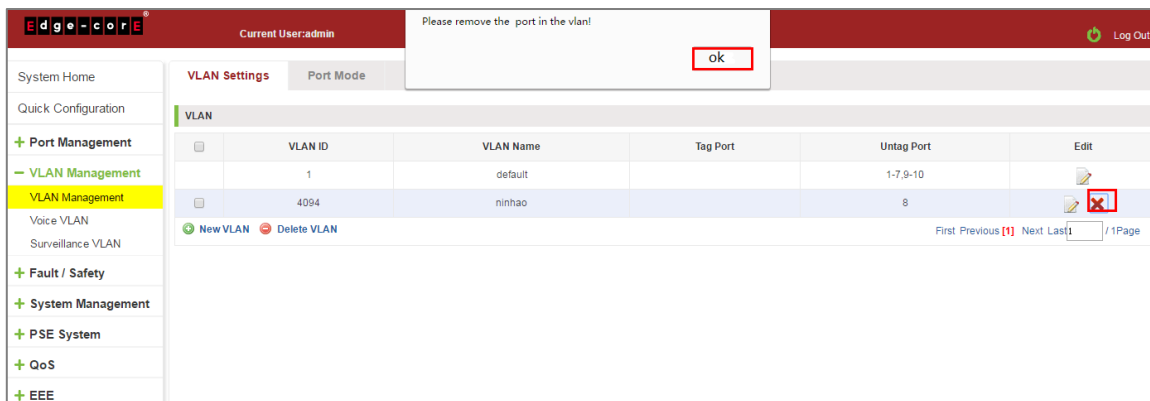 Edge-corE®
Current User:admin
Please remove the port in the vlan!
ok
Log Out
System Home
Quick Configuration
+ Port Management
− VLAN Management
VLAN Management
Voice VLAN
Surveillance VLAN
+ Fault / Safety
+ System Management
+ PSE System
+ QoS
+ EEE
VLAN Settings Port Mode
VLAN
VLAN ID VLAN Name Tag Port Untag Port Edit
1 default 1-7,9-10
4094 ninhao 8
New VLAN Delete VLAN First Previous [1] Next Last 1 / 1Page